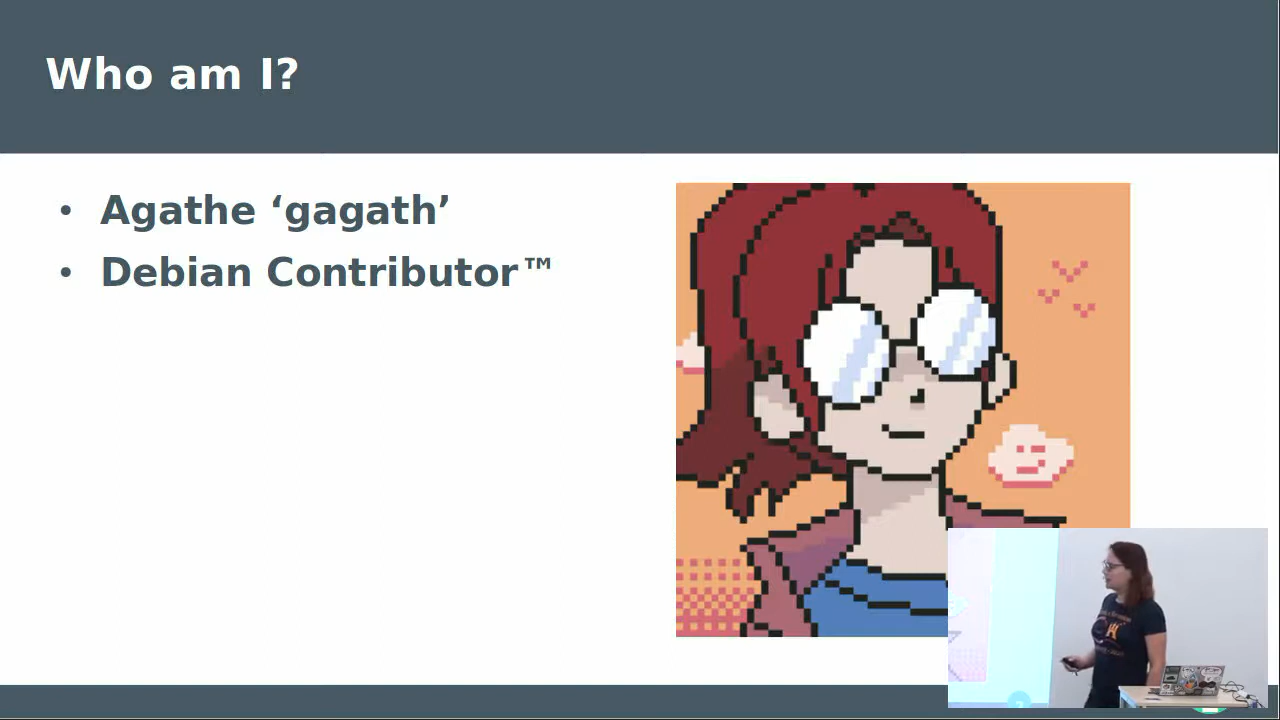 Who am I?
• Agathe ‘gagath’
• Debian Contributor™